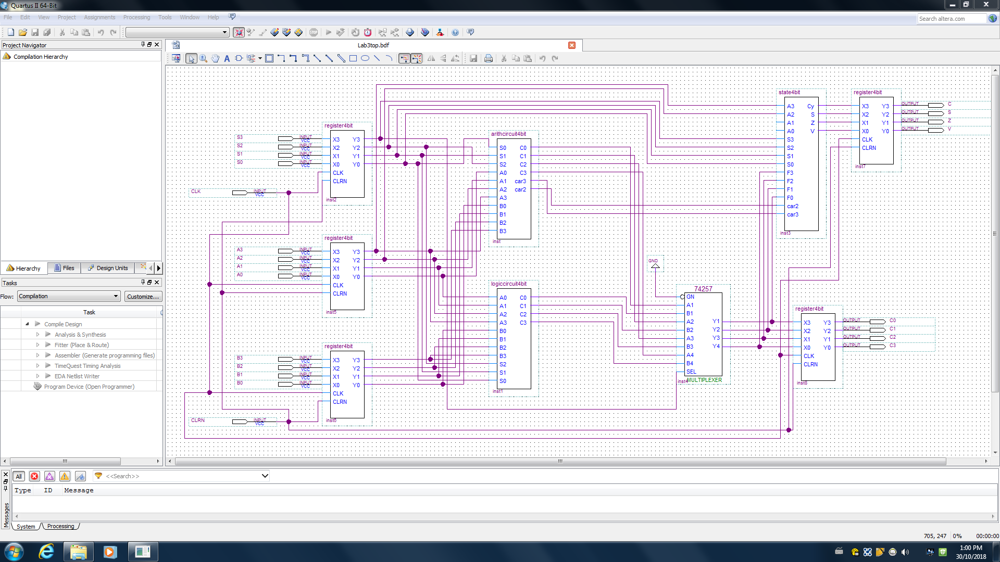 Quartus II 64-Bit
File Edit View Project Assignments Processing Tools Window Help
Search altera.com
Project Navigator
Compilation Hierarchy
Hierarchy Files Design Units
Tasks
Flow: Compilation Customize...
Task
Compile Design
Analysis & Synthesis
Fitter (Place & Route)
Assembler (Generate programming files)
TimeQuest Timing Analysis
EDA Netlist Writer
Program Device (Open Programmer)
Lab3top.bdf
register4bit
S3 INPUT VCC X3 Y3
S2 INPUT VCC X2 Y2
S1 INPUT VCC X1 Y1
S0 INPUT VCC X0 Y0
CLK
CLRN
inst2
CLK INPUT VCC
register4bit
A3 INPUT VCC X3 Y3
A2 INPUT VCC X2 Y2
A1 INPUT VCC X1 Y1
A0 INPUT VCC X0 Y0
CLK
CLRN
inst5
register4bit
B3 INPUT VCC X3 Y3
B2 INPUT VCC X2 Y2
B1 INPUT VCC X1 Y1
B0 INPUT VCC X0 Y0
CLK
CLRN
inst6
CLRN INPUT VCC
arithcircuit4bit
S0 C0
S1 C1
S2 C2
A0 C3
A1 car3
A2 car2
A3
B0
B1
B2
B3
inst
logiccircuit4bit
A0 C0
A1 C1
A2 C2
A3 C3
B0
B1
B2
B3
S2
S1
S0
inst1
GND
74257
GN
A1
B1
A2 Y1
B2 Y2
A3 Y3
B3 Y4
A4
B4
SEL
inst4 MULTIPLEXER
state4bit
A3 Cy
A2 S
A1 Z
A0 V
S3
S2
S1
S0
F3
F2
F1
F0
car2
car3
inst3
register4bit
X3 Y3 OUTPUT C
X2 Y2 OUTPUT S
X1 Y1 OUTPUT Z
X0 Y0 OUTPUT V
CLK
CLRN
inst7
register4bit
X3 Y3 OUTPUT C0
X2 Y2 OUTPUT C1
X1 Y1 OUTPUT C2
X0 Y0 OUTPUT C3
CLK
CLRN
inst8
All <<Search>>
Type ID Message
Messages
System Processing
705, 247 0% 00:00:00
1:00 PM
30/10/2018